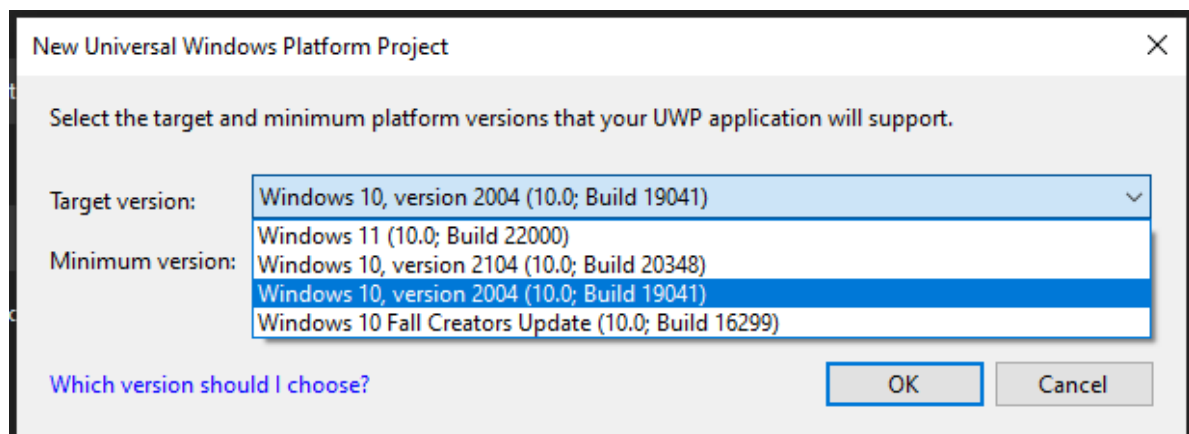 New Universal Windows Platform Project
Select the target and minimum platform versions that your UWP application will support.
Target version:
Windows 10, version 2004 (10.0; Build 19041)
Windows 11 (10.0; Build 22000)
Minimum version:
Windows 10, version 2104 (10.0; Build 20348)
Windows 10, version 2004 (10.0; Build 19041)
Windows 10 Fall Creators Update (10.0; Build 16299)
Which version should I choose?
OK
Cancel